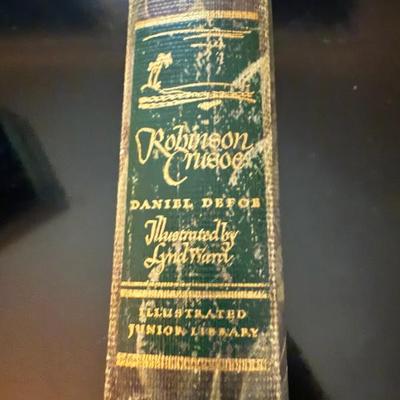 Robinson
Crusoe
DANIEL DEFOE
Illustrated by
Lynd Ward
ILLUSTRATED
JUNIOR LIBRARY